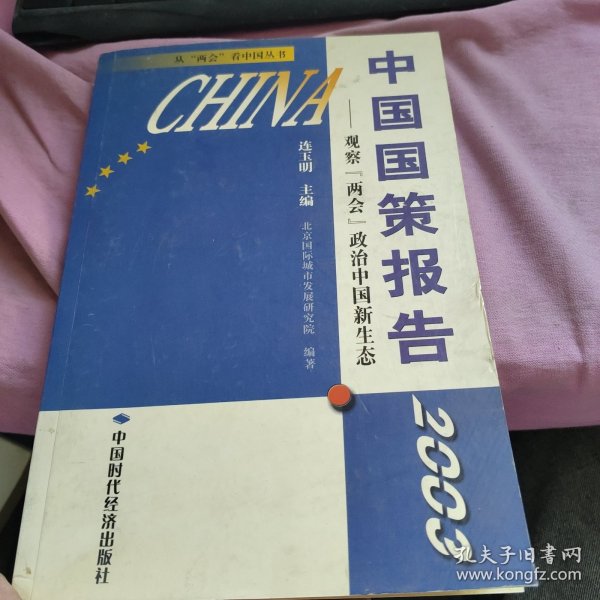 从“两会”看中国丛书
CHINA
中国国策报告
——观察『两会』政治中国新生态
连玉明 主编
北京国际城市发展研究院 编著
2003
中国时代经济出版社
孔夫子旧书网
www.kongfz.com